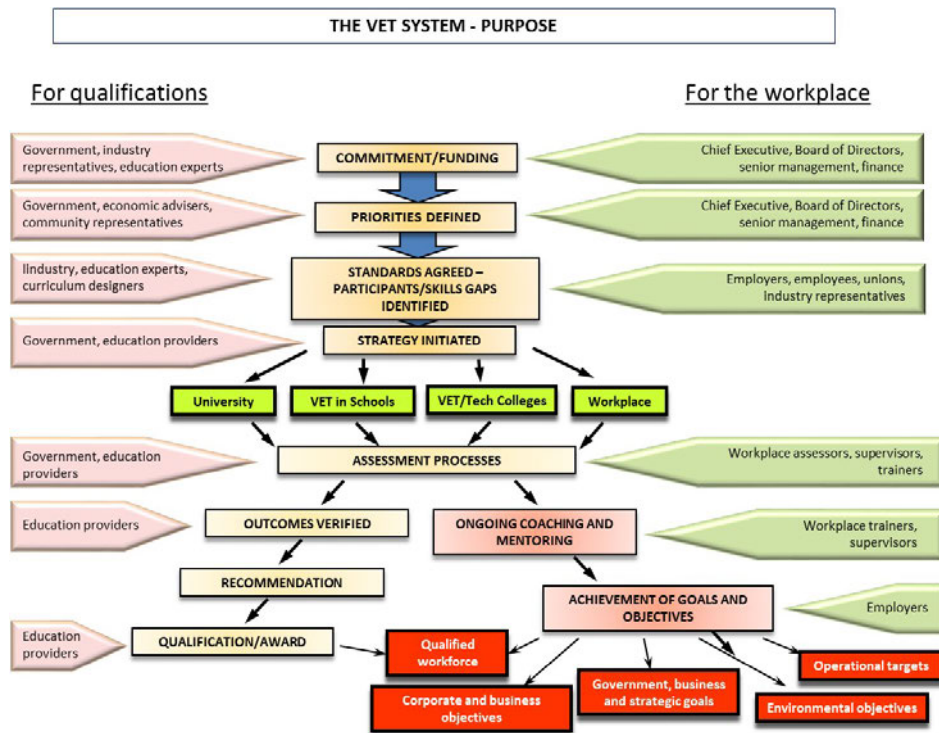 THE VET SYSTEM - PURPOSE
For qualifications
For the workplace
Government, industry
representatives, education experts
COMMITMENT/FUNDING
Chief Executive, Board of Directors,
senior management, finance
Government, economic advisers,
community representatives
PRIORITIES DEFINED
Chief Executive, Board of Directors,
senior management, finance
IIndustry, education experts,
curriculum designers
STANDARDS AGREED –
PARTICIPANTS/SKILLS GAPS
IDENTIFIED
Employers, employees, unions,
Industry representatives
Government, education providers
STRATEGY INITIATED
University
VET in Schools
VET/Tech Colleges
Workplace
Government, education
providers
ASSESSMENT PROCESSES
Workplace assessors, supervisors,
trainers
Education providers
OUTCOMES VERIFIED
ONGOING COACHING AND
MENTORING
Workplace trainers,
supervisors
RECOMMENDATION
ACHIEVEMENT OF GOALS AND
OBJECTIVES
Employers
Education
providers
QUALIFICATION/AWARD
Qualified
workforce
Operational targets
Corporate and business
objectives
Government, business
and strategic goals
Environmental objectives